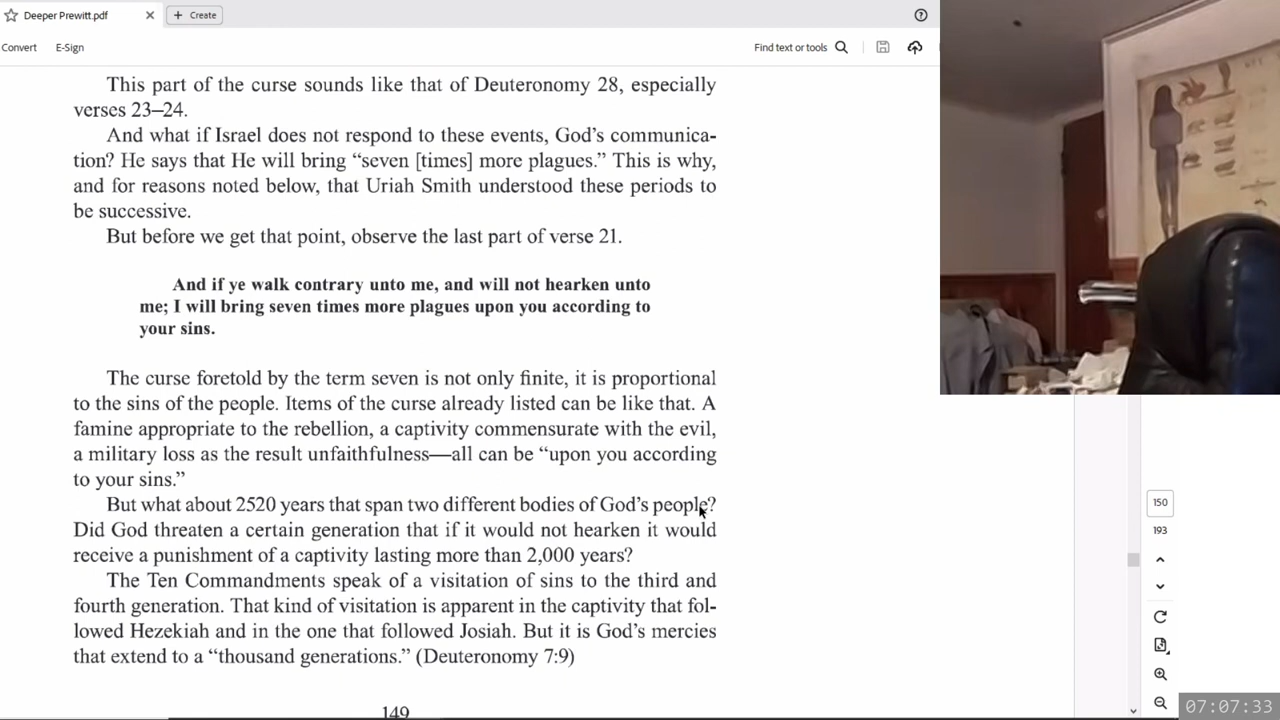 Deeper Prewitt.pdf
Create
Convert
E-Sign
Find text or tools
This part of the curse sounds like that of Deuteronomy 28, especially
verses 23–24.
And what if Israel does not respond to these events, God’s communica-
tion? He says that He will bring “seven [times] more plagues.” This is why,
and for reasons noted below, that Uriah Smith understood these periods to
be successive.
But before we get that point, observe the last part of verse 21.
And if ye walk contrary unto me, and will not hearken unto
me; I will bring seven times more plagues upon you according to
your sins.
The curse foretold by the term seven is not only finite, it is proportional
to the sins of the people. Items of the curse already listed can be like that. A
famine appropriate to the rebellion, a captivity commensurate with the evil,
a military loss as the result unfaithfulness—all can be “upon you according
to your sins.”
But what about 2520 years that span two different bodies of God’s people?
Did God threaten a certain generation that if it would not hearken it would
receive a punishment of a captivity lasting more than 2,000 years?
The Ten Commandments speak of a visitation of sins to the third and
fourth generation. That kind of visitation is apparent in the captivity that fol-
lowed Hezekiah and in the one that followed Josiah. But it is God’s mercies
that extend to a “thousand generations.” (Deuteronomy 7:9)
149
150
193
07:07:33